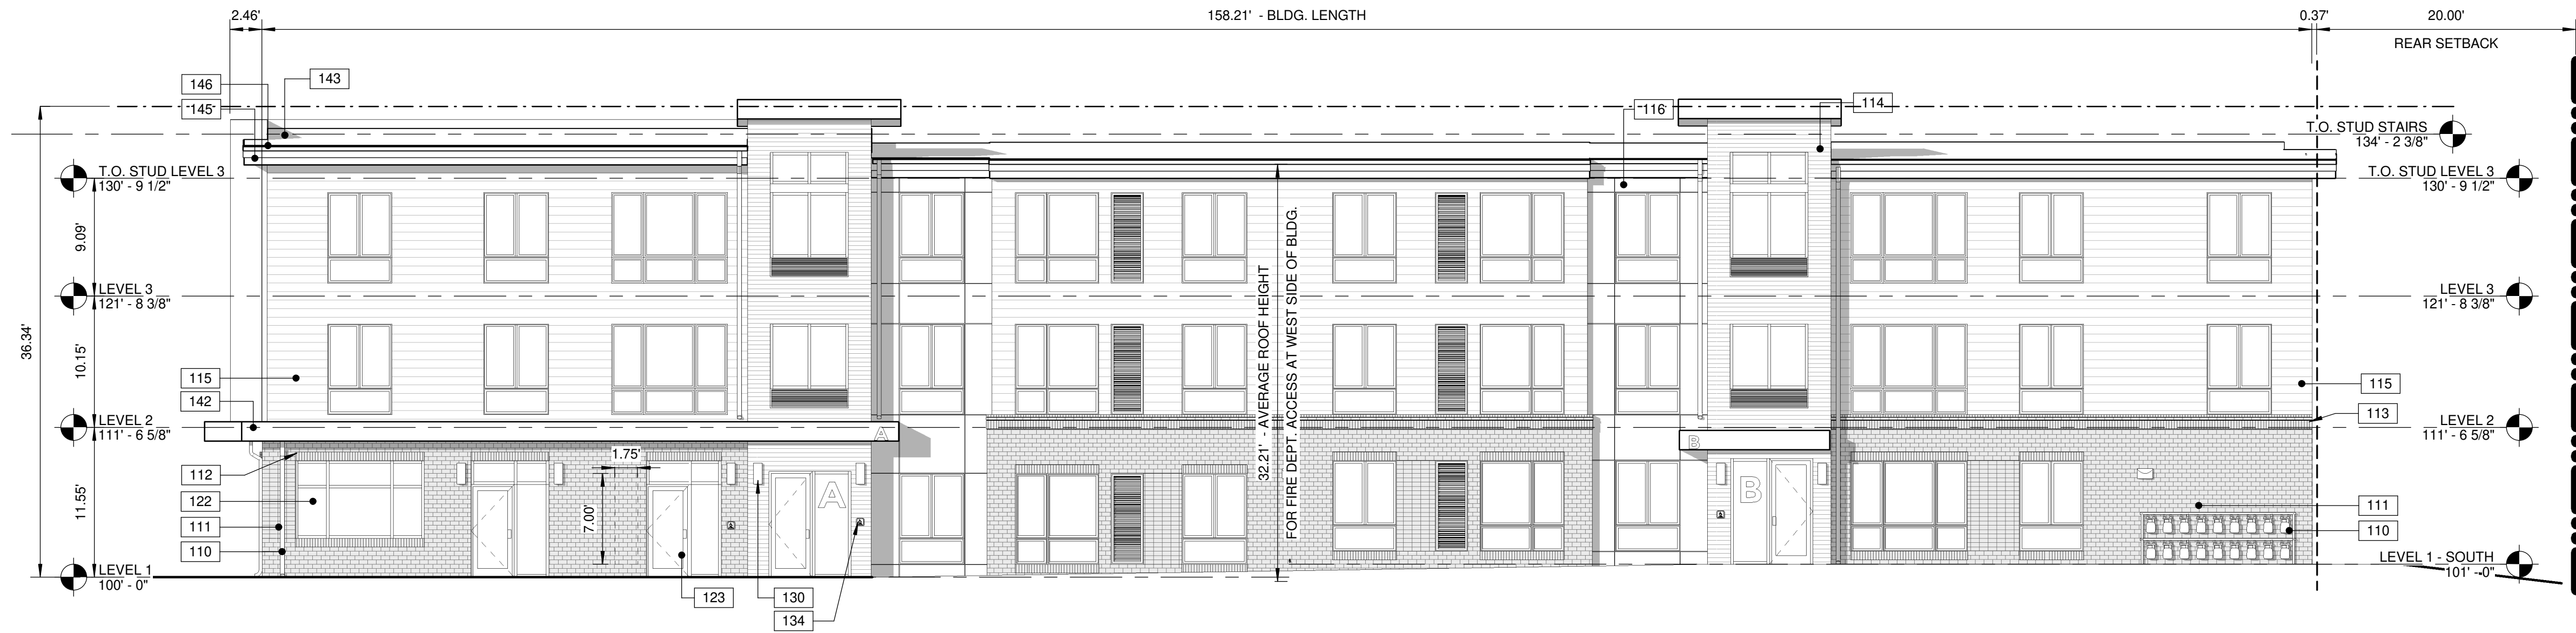 2.46'
158.21' - BLDG. LENGTH
0.37'
20.00'
REAR SETBACK
146
143
145
116
114
T.O. STUD STAIRS
134' - 2 3/8"
T.O. STUD LEVEL 3
130' - 9 1/2"
T.O. STUD LEVEL 3
130' - 9 1/2"
9.09'
LEVEL 3
121' - 8 3/8"
LEVEL 3
121' - 8 3/8"
36.34'
10.15'
32.21' - AVERAGE ROOF HEIGHT
FOR FIRE DEPT. ACCESS AT WEST SIDE OF BLDG.
115
115
142
113
LEVEL 2
111' - 6 5/8"
A
B
LEVEL 2
111' - 6 5/8"
1.75'
112
122
11.55'
7.00'
A
B
111
111
110
110
LEVEL 1
100' - 0"
LEVEL 1 - SOUTH
101' - 0"
123
130
134